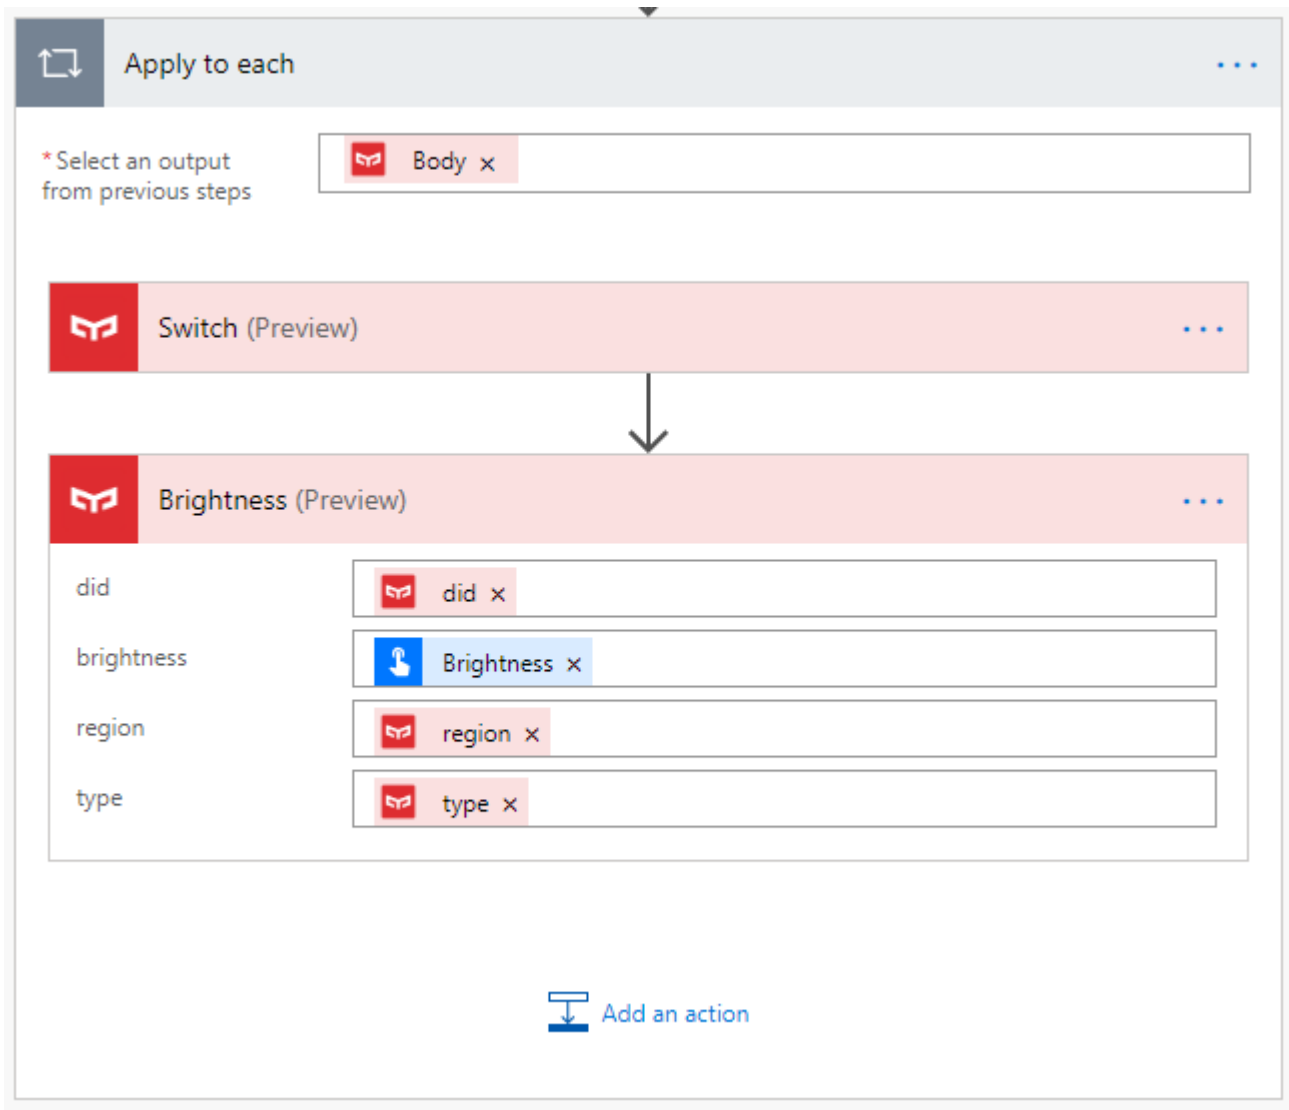 Apply to each
* Select an output
from previous steps
Body ×
Switch (Preview)
Brightness (Preview)
did
did ×
brightness
Brightness ×
region
region ×
type
type ×
Add an action